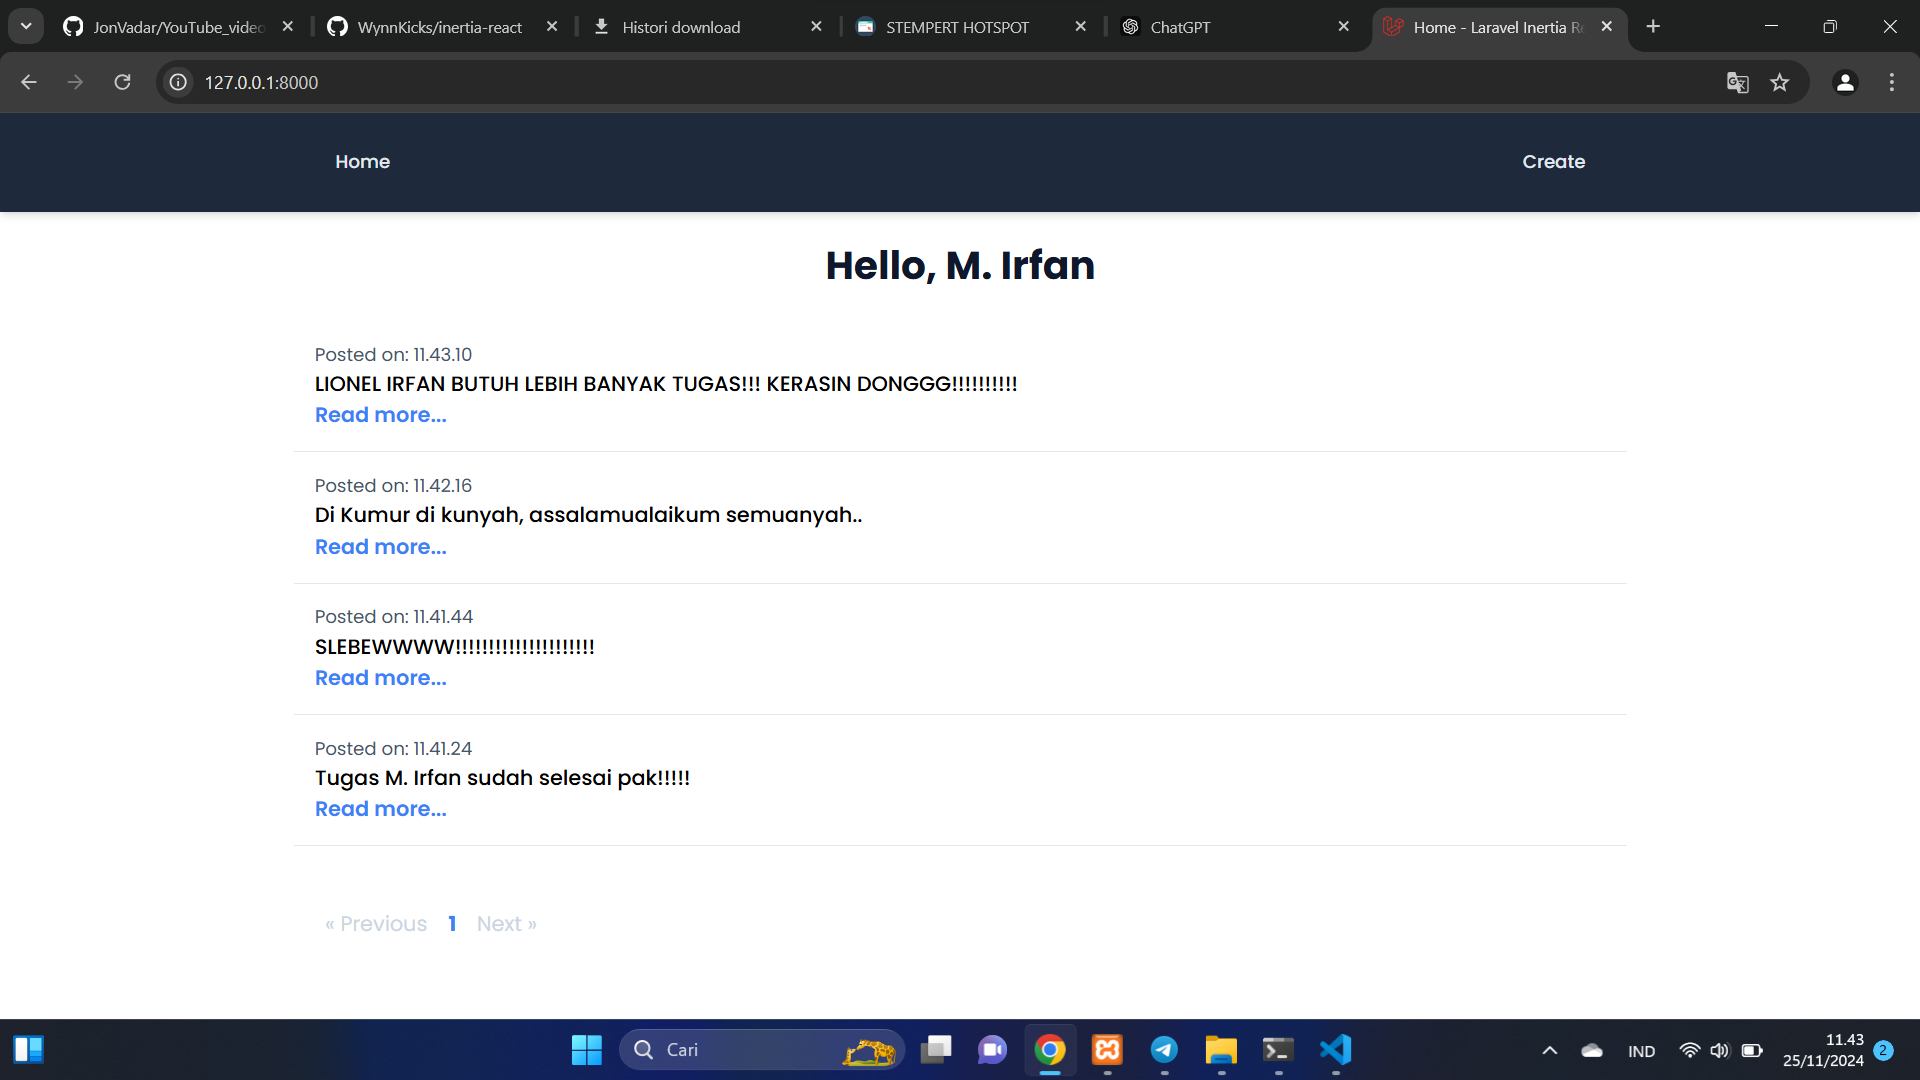 JonVadar/YouTube_video
WynnKicks/inertia-react
Histori download
STEMPERT HOTSPOT
ChatGPT
Home - Laravel Inertia Re
127.0.0.1:8000
Home
Create
Hello, M. Irfan
Posted on: 11.43.10
LIONEL IRFAN BUTUH LEBIH BANYAK TUGAS!!! KERASIN DONGGG!!!!!!!!!!
Read more...
Posted on: 11.42.16
Di Kumur di kunyah, assalamualaikum semuanyah..
Read more...
Posted on: 11.41.44
SLEBEWWWW!!!!!!!!!!!!!!!!!!!!!
Read more...
Posted on: 11.41.24
Tugas M. Irfan sudah selesai pak!!!!!
Read more...
« Previous 1 Next »
Cari
IND
11.43
25/11/2024
2